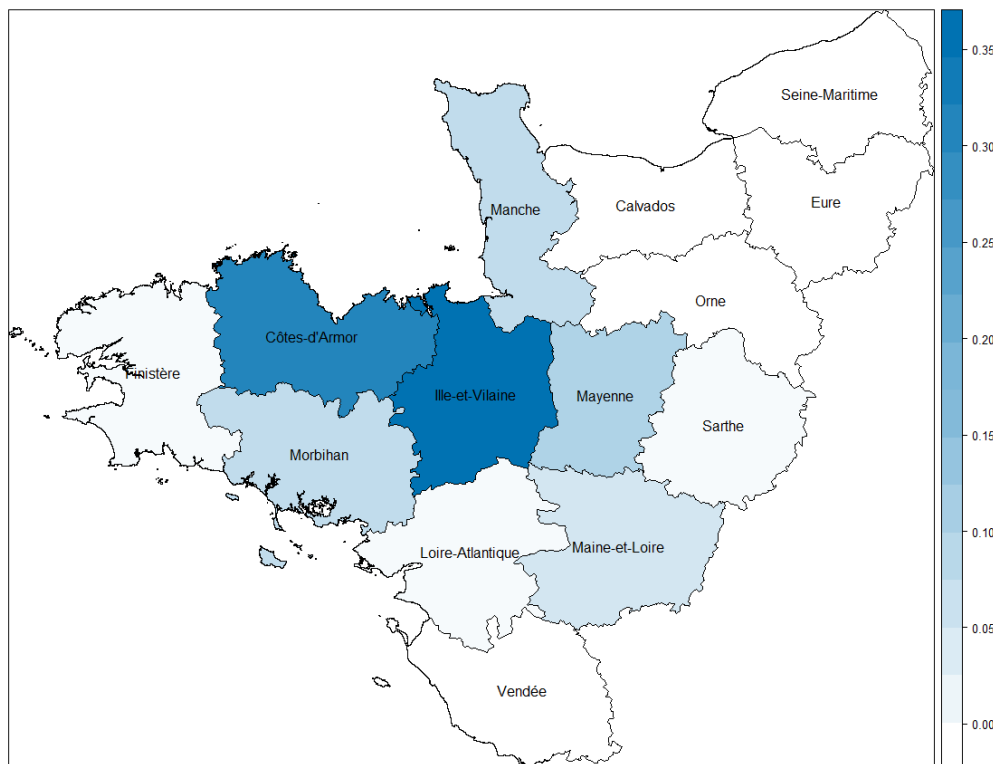 Seine-Maritime
Manche
Calvados
Eure
Orne
Côtes-d'Armor
Finistère
Ille-et-Vilaine
Mayenne
Sarthe
Morbihan
Loire-Atlantique
Maine-et-Loire
Vendée
0.35
0.30
0.25
0.20
0.15
0.10
0.05
0.00